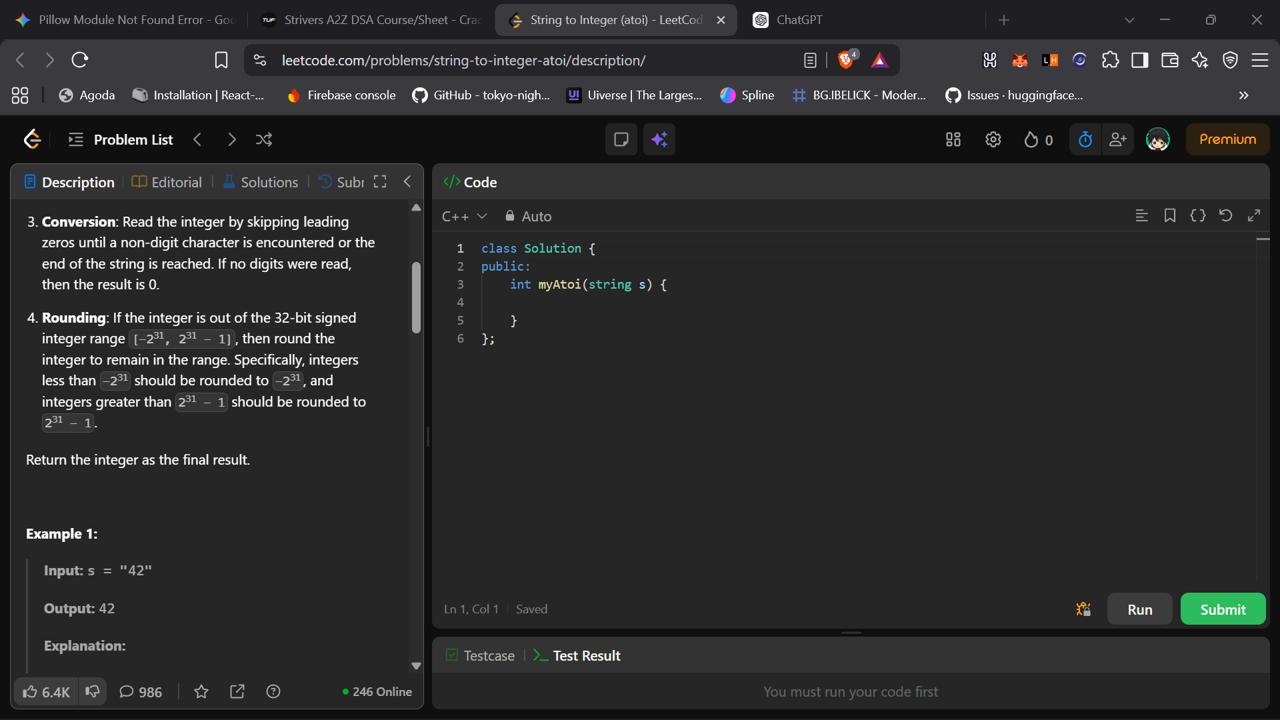 Pillow Module Not Found Error - Goo
Strivers A2Z DSA Course/Sheet - Crac
String to Integer (atoi) - LeetCod
ChatGPT
leetcode.com/problems/string-to-integer-atoi/description/
4
Agoda
Installation | React-...
Firebase console
GitHub - tokyo-nigh...
Uiverse | The Larges...
Spline
BG.IBELICK - Moder...
Issues · huggingface...
Problem List
0
Premium
Description
Editorial
Solutions
Subr
3. Conversion: Read the integer by skipping leading
zeros until a non-digit character is encountered or the
end of the string is reached. If no digits were read,
then the result is 0.
4. Rounding: If the integer is out of the 32-bit signed
integer range [-2³¹, 2³¹ - 1], then round the
integer to remain in the range. Specifically, integers
less than -2³¹ should be rounded to -2³¹, and
integers greater than 2³¹ - 1 should be rounded to
2³¹ - 1.
Return the integer as the final result.
Example 1:
Input: s = "42"
Output: 42
Explanation:
6.4K
986
246 Online
</> Code
C++
Auto
1 class Solution {
2 public:
3 int myAtoi(string s) {
4
5 }
6 };
Ln 1, Col 1
Saved
Run
Submit
Testcase
Test Result
You must run your code first